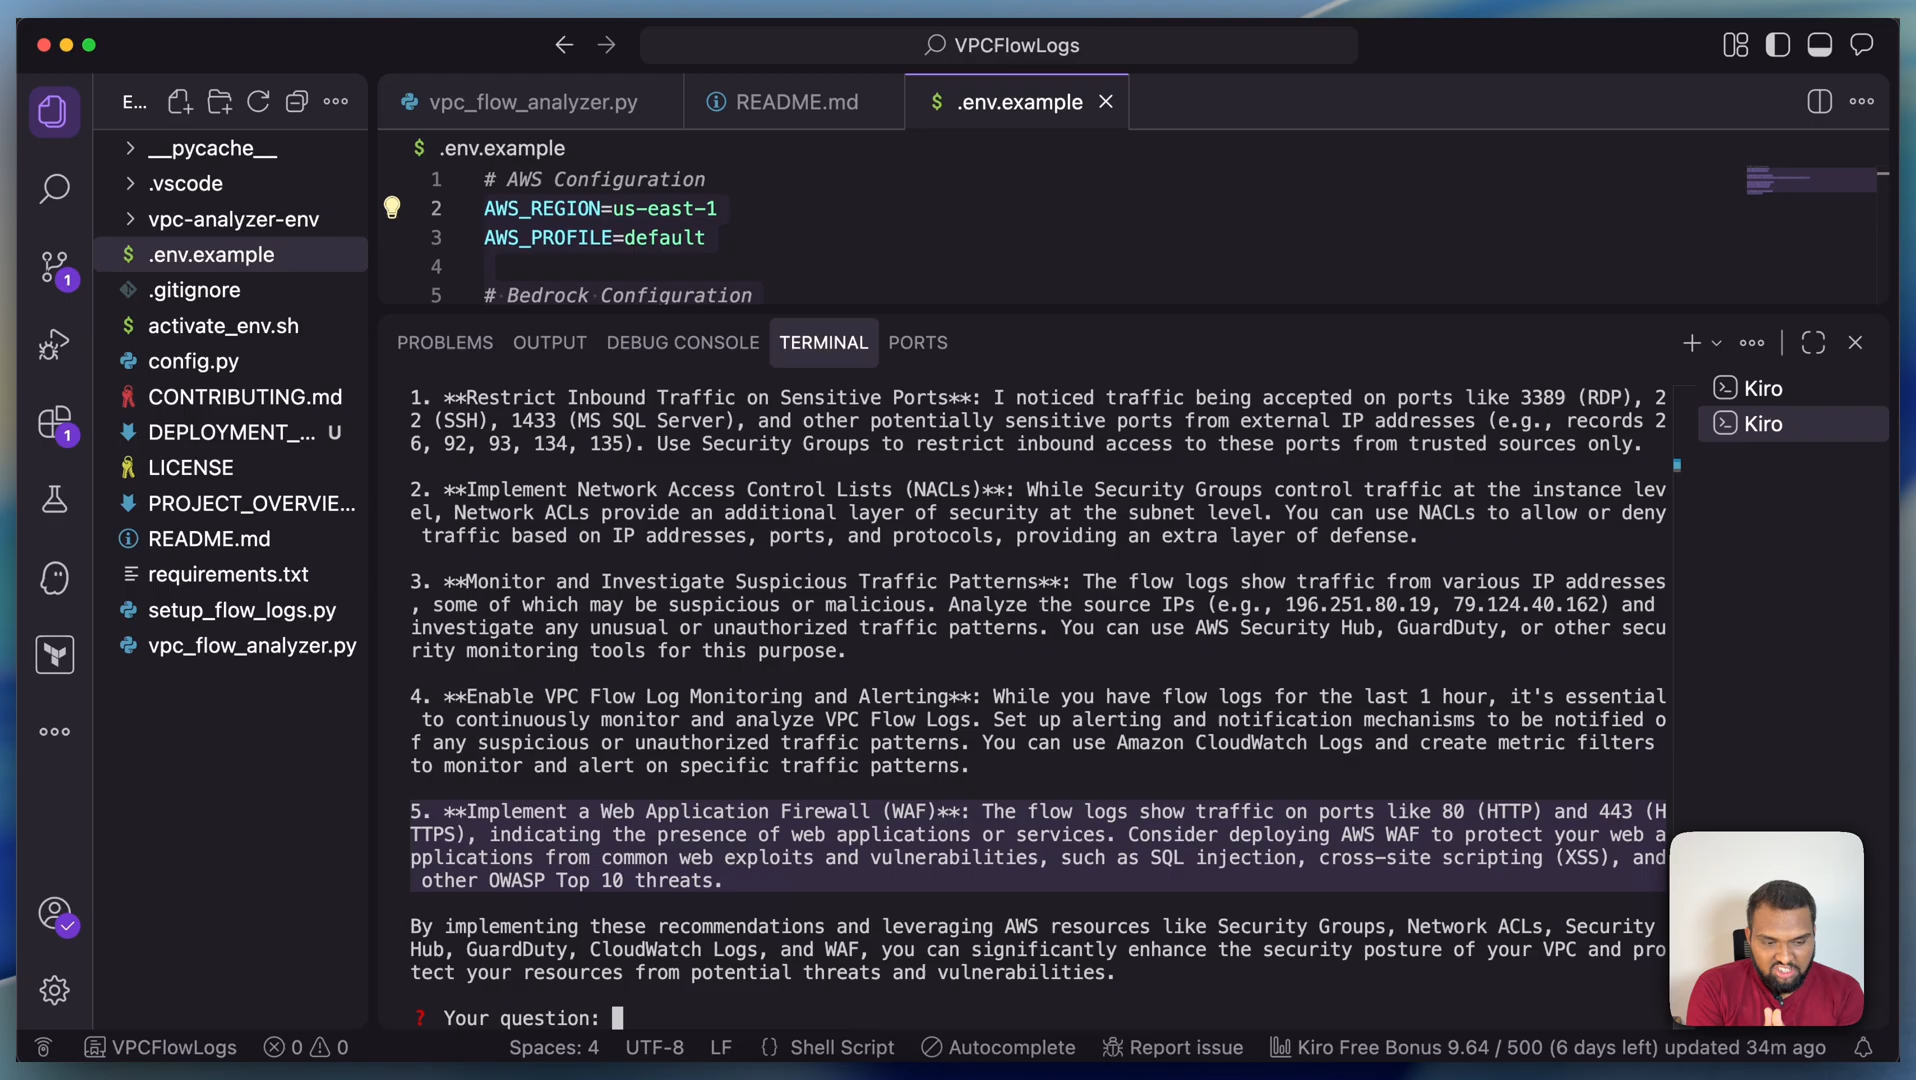 VPCFlowLogs
E...
vpc_flow_analyzer.py
README.md
$ .env.example
__pycache__
.vscode
vpc-analyzer-env
$ .env.example
.gitignore
$ activate_env.sh
config.py
CONTRIBUTING.md
DEPLOYMENT_... U
LICENSE
PROJECT_OVERVIE...
README.md
requirements.txt
setup_flow_logs.py
vpc_flow_analyzer.py
1
1
$ .env.example
1 # AWS Configuration
2 AWS_REGION=us-east-1
3 AWS_PROFILE=default
4
5 # Bedrock Configuration
PROBLEMS OUTPUT DEBUG CONSOLE TERMINAL PORTS
Kiro
Kiro
1. **Restrict Inbound Traffic on Sensitive Ports**: I noticed traffic being accepted on ports like 3389 (RDP), 2
2 (SSH), 1433 (MS SQL Server), and other potentially sensitive ports from external IP addresses (e.g., records 2
6, 92, 93, 134, 135). Use Security Groups to restrict inbound access to these ports from trusted sources only.
2. **Implement Network Access Control Lists (NACLs)**: While Security Groups control traffic at the instance lev
el, Network ACLs provide an additional layer of security at the subnet level. You can use NACLs to allow or deny
traffic based on IP addresses, ports, and protocols, providing an extra layer of defense.
3. **Monitor and Investigate Suspicious Traffic Patterns**: The flow logs show traffic from various IP addresses
, some of which may be suspicious or malicious. Analyze the source IPs (e.g., 196.251.80.19, 79.124.40.162) and
investigate any unusual or unauthorized traffic patterns. You can use AWS Security Hub, GuardDuty, or other secu
rity monitoring tools for this purpose.
4. **Enable VPC Flow Log Monitoring and Alerting**: While you have flow logs for the last 1 hour, it's essential
to continuously monitor and analyze VPC Flow Logs. Set up alerting and notification mechanisms to be notified o
f any suspicious or unauthorized traffic patterns. You can use Amazon CloudWatch Logs and create metric filters
to monitor and alert on specific traffic patterns.
5. **Implement a Web Application Firewall (WAF)**: The flow logs show traffic on ports like 80 (HTTP) and 443 (H
TTPS), indicating the presence of web applications or services. Consider deploying AWS WAF to protect your web a
pplications from common web exploits and vulnerabilities, such as SQL injection, cross-site scripting (XSS), and
other OWASP Top 10 threats.
By implementing these recommendations and leveraging AWS resources like Security Groups, Network ACLs, Security
Hub, GuardDuty, CloudWatch Logs, and WAF, you can significantly enhance the security posture of your VPC and pro
tect your resources from potential threats and vulnerabilities.
? Your question:
VPCFlowLogs 0 0 Spaces: 4 UTF-8 LF {} Shell Script Autocomplete Report issue Kiro Free Bonus 9.64 / 500 (6 days left) updated 34m ago